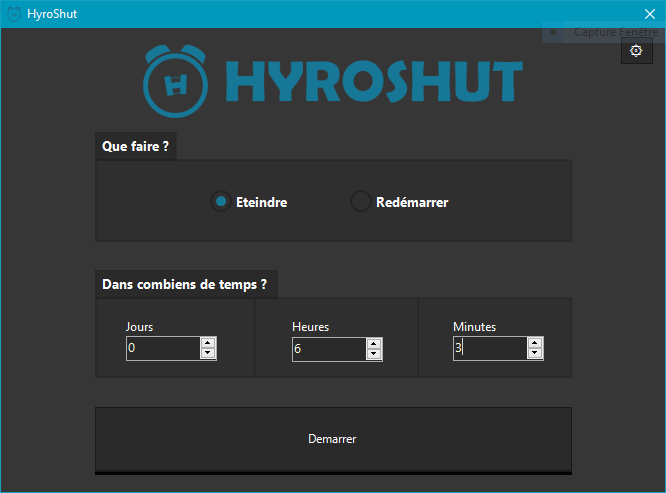 HyroShut
Capture Fenêtre
HYROSHUT
Que faire ?
Eteindre
Redémarrer
Dans combiens de temps ?
Jours
Heures
Minutes
0
6
3
Demarrer